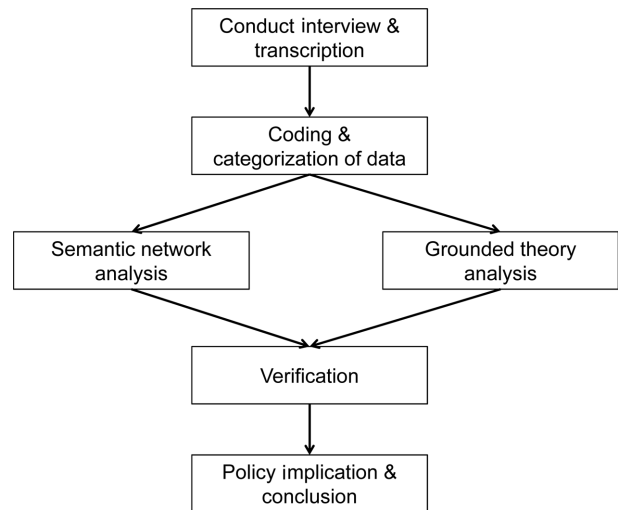 Conduct interview &
transcription
Coding &
categorization of data
Semantic network
analysis
Grounded theory
analysis
Verification
Policy implication &
conclusion